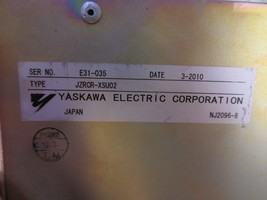 SER NO. E31-035 DATE 3-2010
TYPE JZRCR-XSU02
YASKAWA ELECTRIC CORPORATION
JAPAN NJ2096-8